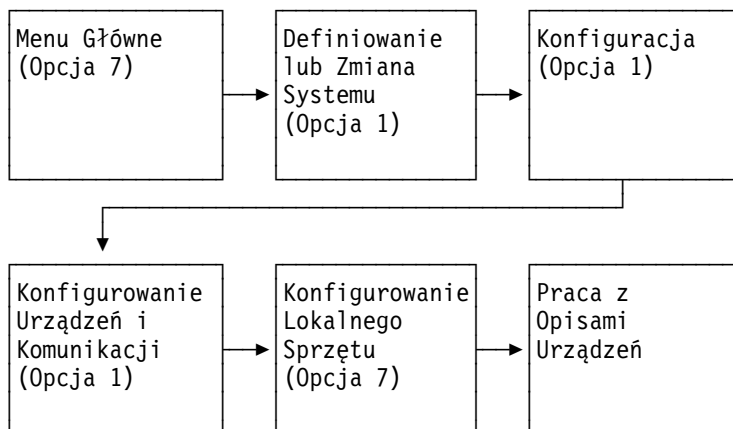 Menu Główne
(Opcja 7)
Definiowanie
lub Zmiana
Systemu
(Opcja 1)
Konfiguracja
(Opcja 1)
Konfigurowanie
Urządzeń i
Komunikacji
(Opcja 1)
Konfigurowanie
Lokalnego
Sprzętu
(Opcja 7)
Praca z
Opisami
Urządzeń